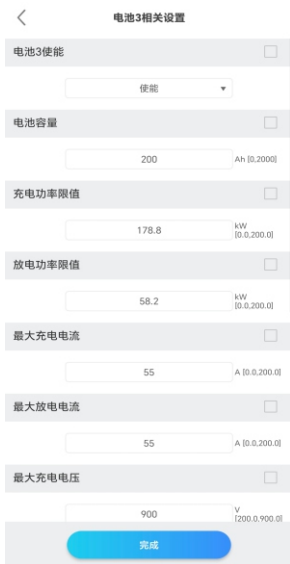 电池3相关设置
电池3使能
使能
电池容量
200 Ah [0,2000]
充电功率限值
178.8 kW
[0.0,200.0]
放电功率限值
58.2 kW
[0.0,200.0]
最大充电电流
55 A [0.0,200.0]
最大放电电流
55 A [0.0,200.0]
最大充电电压
900 V
[200.0,900.0]
完成